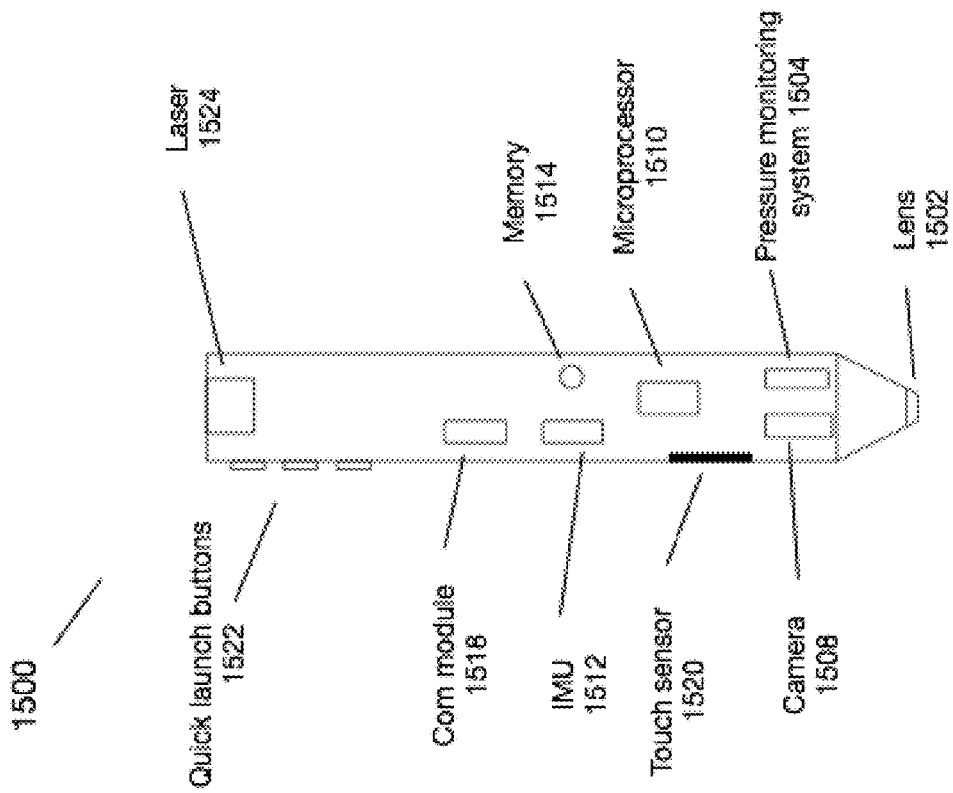 1500
Laser
1524
Quick launch buttons
1522
Memory
1514
Com module
1518
Microprocessor
1510
IMU
1512
Pressure monitoring
system 1504
Touch sensor
1520
Camera
1508
Lens
1502